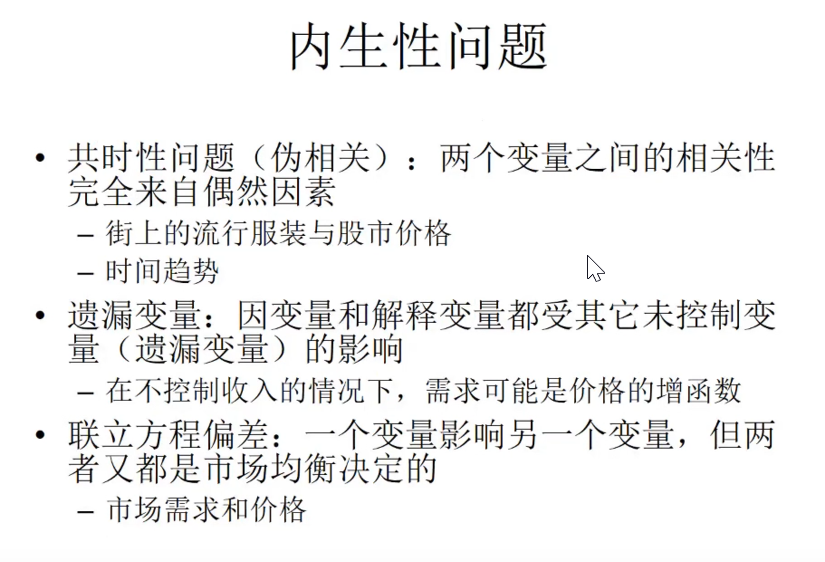 内生性问题
• 共时性问题（伪相关）：两个变量之间的相关性
完全来自偶然因素
– 街上的流行服装与股市价格
– 时间趋势
• 遗漏变量：因变量和解释变量都受其它未控制变
量（遗漏变量）的影响
– 在不控制收入的情况下，需求可能是价格的增函数
• 联立方程偏差：一个变量影响另一个变量，但两
者又都是市场均衡决定的
– 市场需求和价格